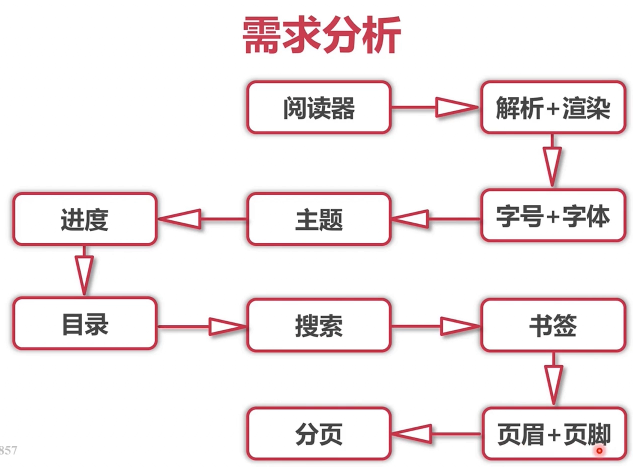 需求分析
阅读器
解析+渲染
字号+字体
主题
进度
目录
搜索
书签
页眉+页脚
分页
857